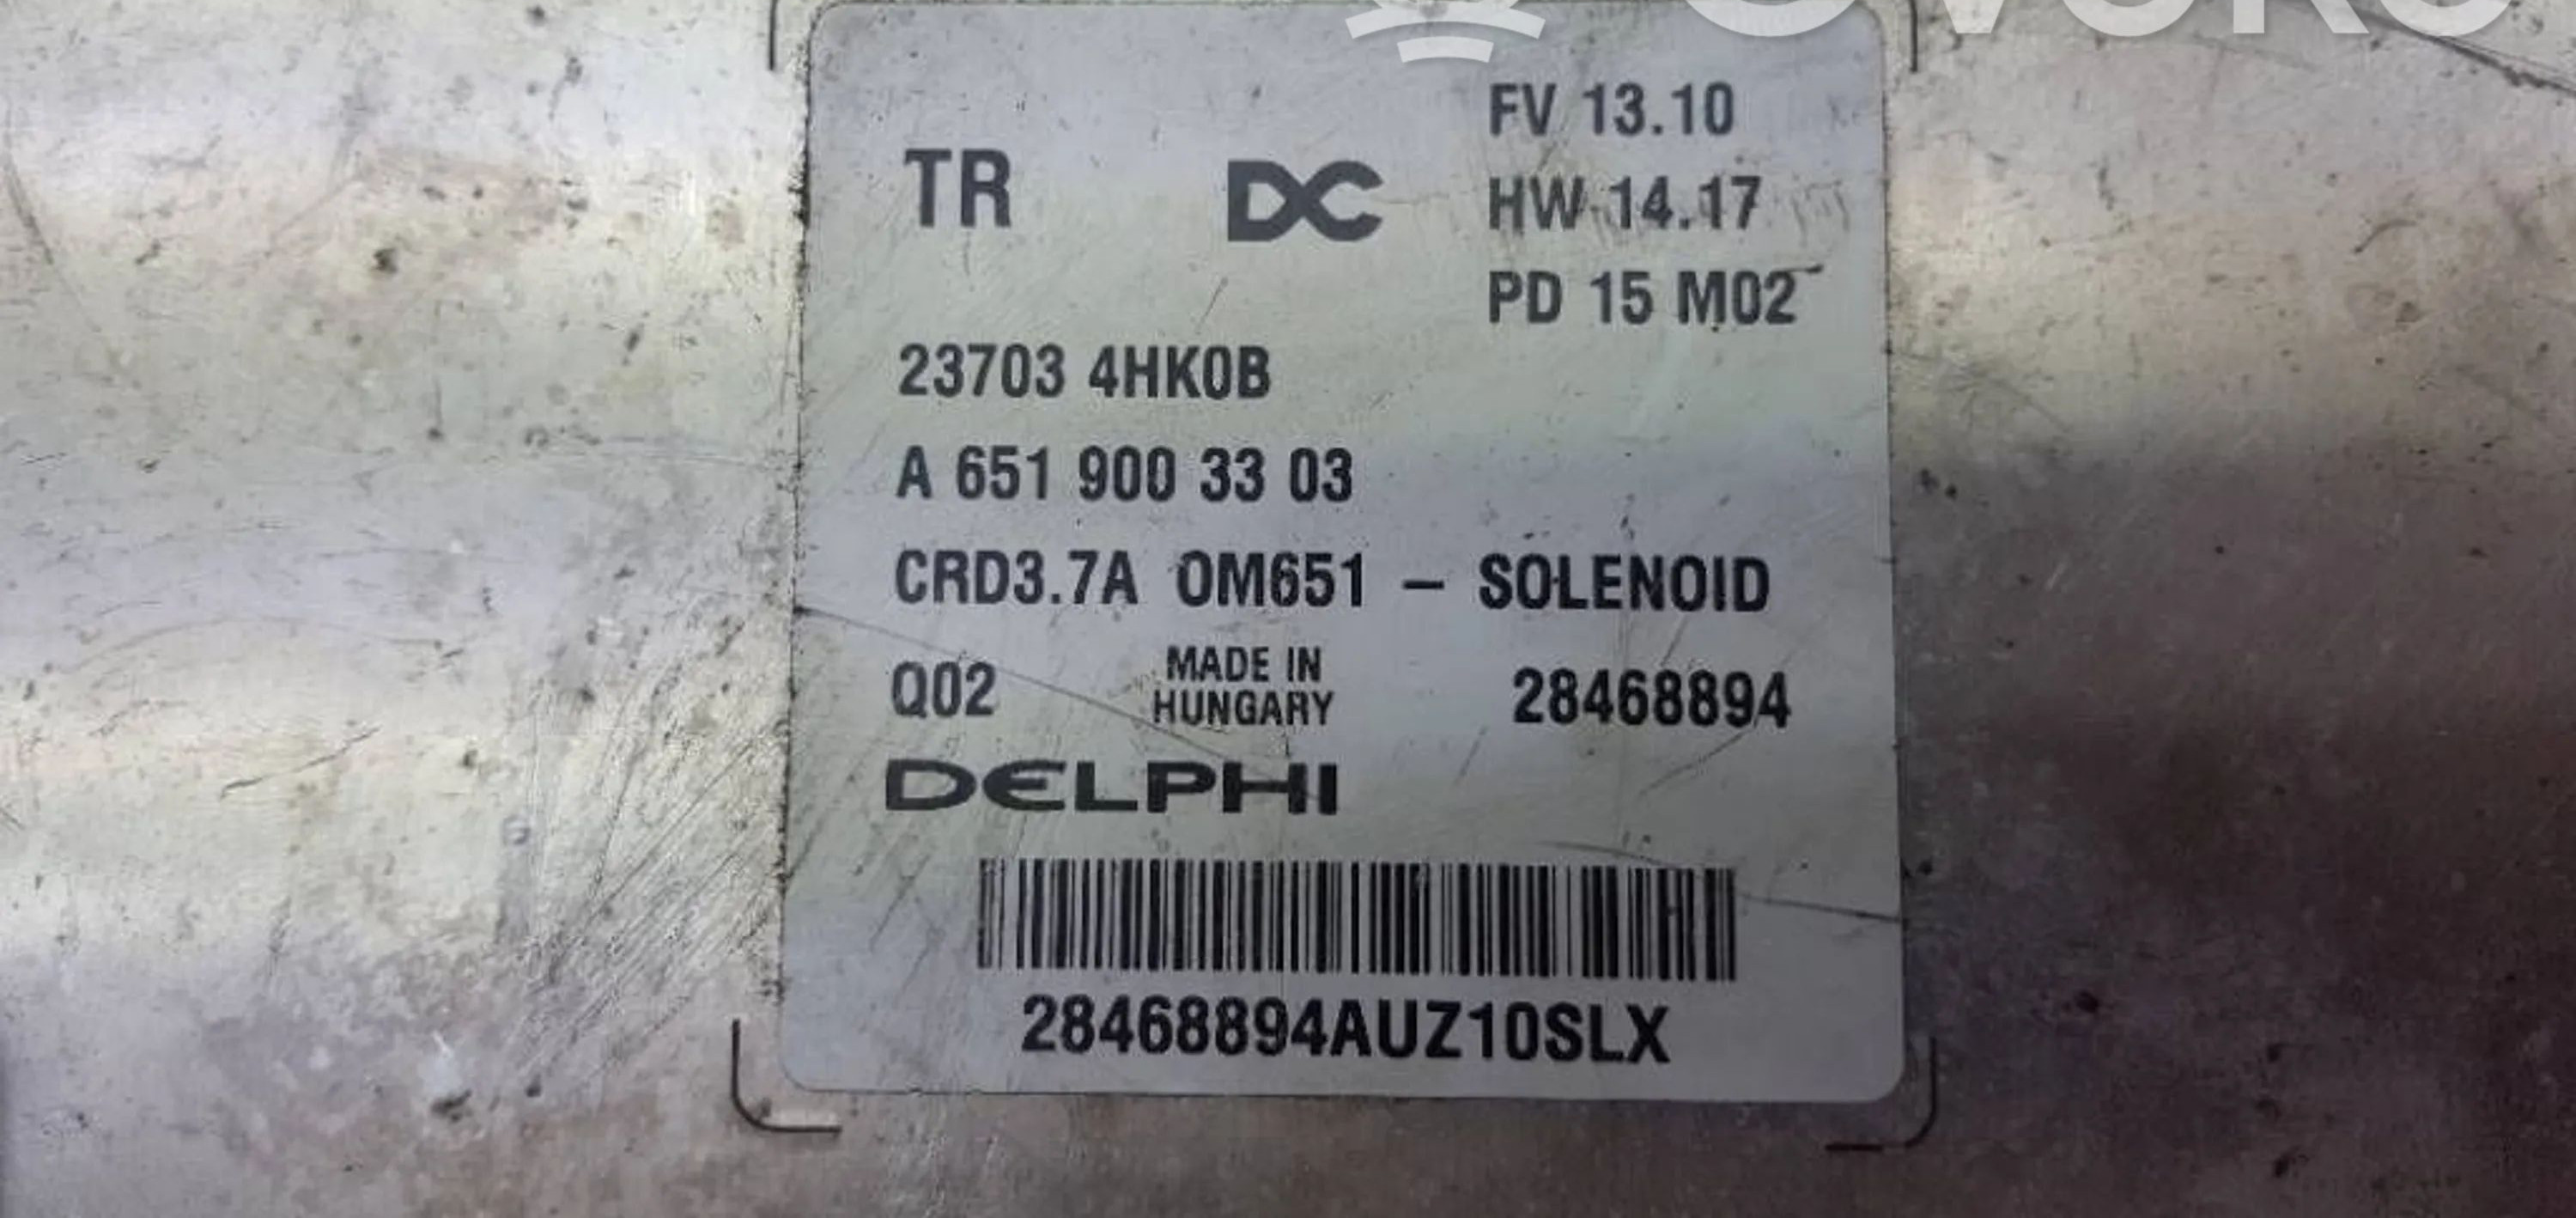 FV 13.10
TR DC HW 14.17
PD 15 M02
23703 4HK0B
A 651 900 33 03
CRD3.7A OM651 – SOLENOID
Q02 MADE IN HUNGARY 28468894
DELPHI
28468894AUZ10SLX